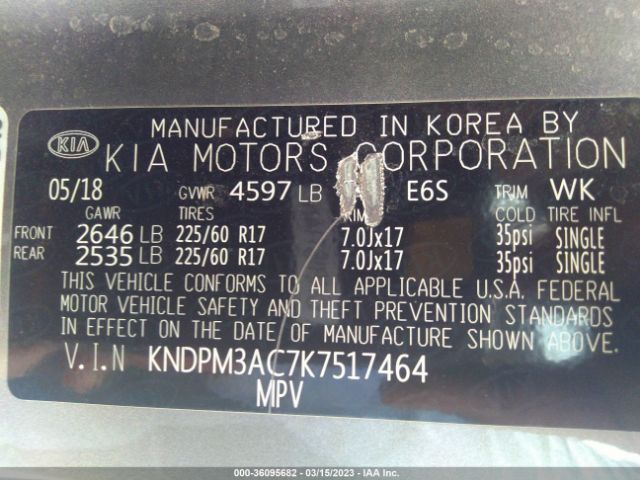 KIA MANUFACTURED IN KOREA BY
KIA MOTORS CORPORATION
05/18 GVWR 4597 LB E6S TRIM WK
GAWR TIRES COLD TIRE INFL
FRONT 2646 LB 225/60 R17 7.0Jx17 35psi SINGLE
REAR 2535 LB 225/60 R17 7.0Jx17 35psi SINGLE
THIS VEHICLE CONFORMS TO ALL APPLICABLE U.S.A. FEDERAL
MOTOR VEHICLE SAFETY AND THEFT PREVENTION STANDARDS
IN EFFECT ON THE DATE OF MANUFACTURE SHOWN ABOVE.
V.I.N KNDPM3AC7K7517464
MPV
000-36095682 / 03/15/2023 / IAA Inc.